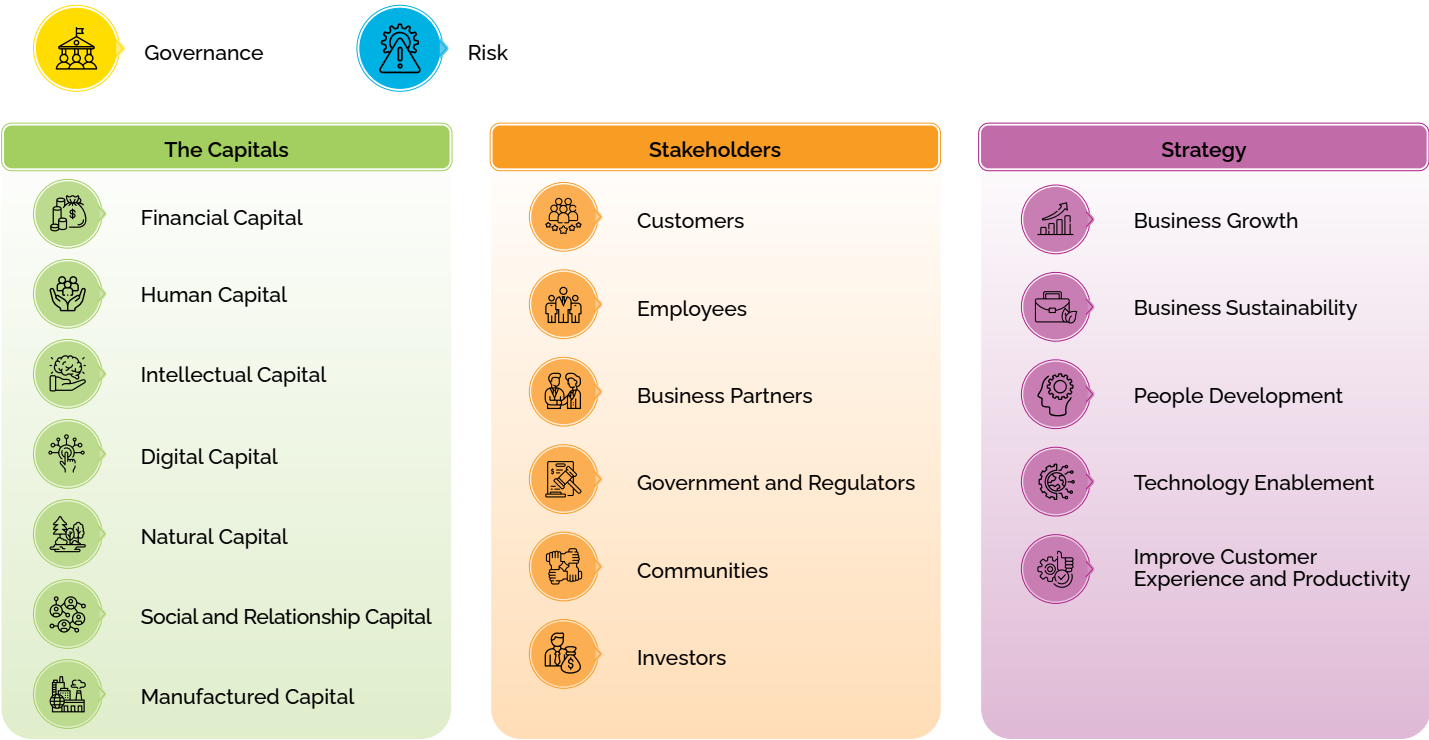 Governance
Risk
The Capitals
Financial Capital
Human Capital
Intellectual Capital
Digital Capital
Natural Capital
Social and Relationship Capital
Manufactured Capital
Stakeholders
Customers
Employees
Business Partners
Government and Regulators
Communities
Investors
Strategy
Business Growth
Business Sustainability
People Development
Technology Enablement
Improve Customer
Experience and Productivity